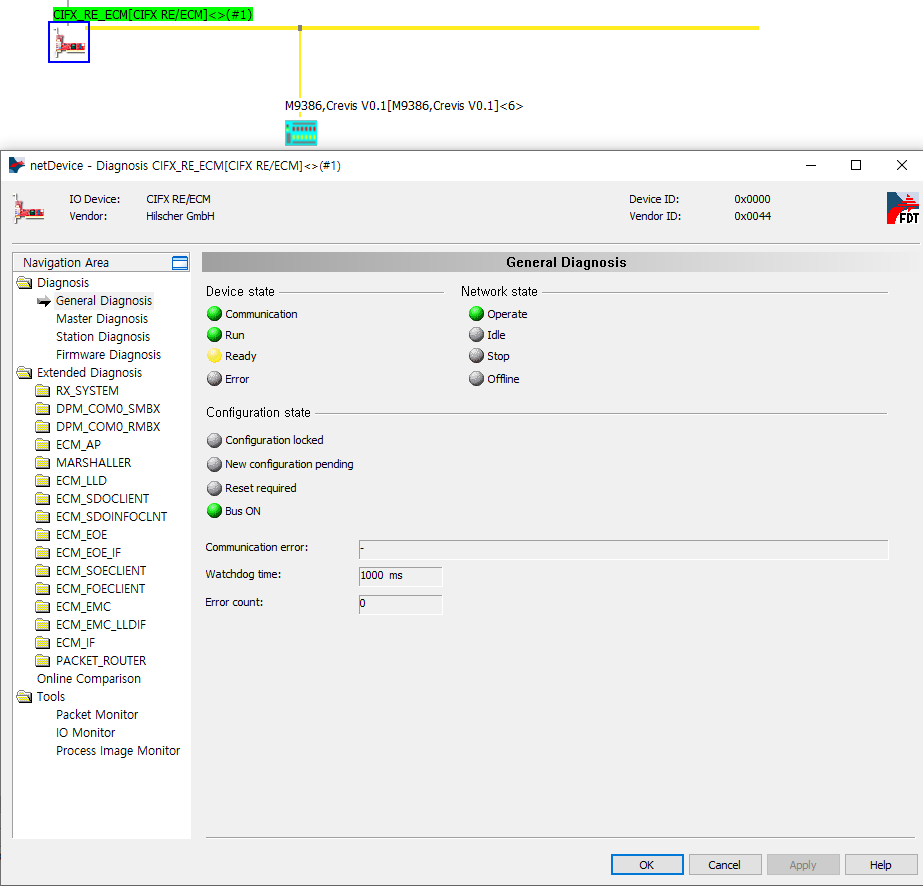 CIFX_RE_ECM[CIFX RE/ECM]<>(#1)
M9386,Crevis V0.1[M9386,Crevis V0.1]<6>
netDevice - Diagnosis CIFX_RE_ECM[CIFX RE/ECM]<>(#1)
IO Device: CIFX RE/ECM Device ID: 0x0000
Vendor: Hilscher GmbH Vendor ID: 0x0044
FDT
Navigation Area
Diagnosis
General Diagnosis
Master Diagnosis
Station Diagnosis
Firmware Diagnosis
Extended Diagnosis
RX_SYSTEM
DPM_COM0_SMBX
DPM_COM0_RMBX
ECM_AP
MARSHALLER
ECM_LLD
ECM_SDOCLIENT
ECM_SDOINFOCLNT
ECM_EOE
ECM_EOE_IF
ECM_SOECLIENT
ECM_FOECLIENT
ECM_EMC
ECM_EMC_LLDIF
ECM_IF
PACKET_ROUTER
Online Comparison
Tools
Packet Monitor
IO Monitor
Process Image Monitor
General Diagnosis
Device state Network state
Communication Operate
Run Idle
Ready Stop
Error Offline
Configuration state
Configuration locked
New configuration pending
Reset required
Bus ON
Communication error: -
Watchdog time: 1000 ms
Error count: 0
OK Cancel Apply Help